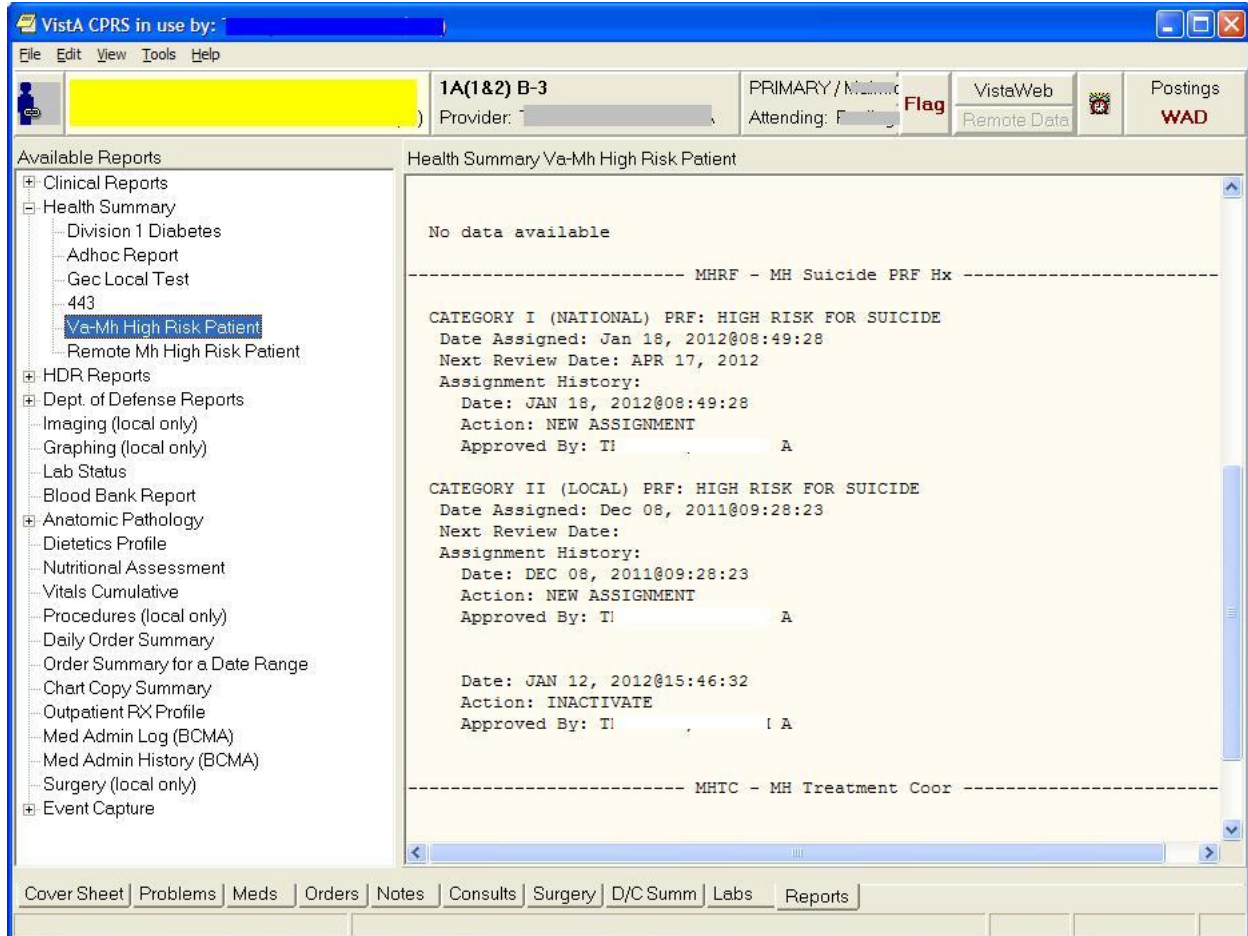 VistA CPRS in use by:
File Edit View Tools Help
1A(1&2) B-3
Provider:
PRIMARY /
Attending:
Flag
VistaWeb
Remote Data
Postings
WAD
Available Reports
Clinical Reports
Health Summary
Division 1 Diabetes
Adhoc Report
Gec Local Test
443
Va-Mh High Risk Patient
Remote Mh High Risk Patient
HDR Reports
Dept. of Defense Reports
Imaging (local only)
Graphing (local only)
Lab Status
Blood Bank Report
Anatomic Pathology
Dietetics Profile
Nutritional Assessment
Vitals Cumulative
Procedures (local only)
Daily Order Summary
Order Summary for a Date Range
Chart Copy Summary
Outpatient RX Profile
Med Admin Log (BCMA)
Med Admin History (BCMA)
Surgery (local only)
Event Capture
Health Summary Va-Mh High Risk Patient
No data available
-------------------------- MHRF - MH Suicide PRF Hx ------------------------
CATEGORY I (NATIONAL) PRF: HIGH RISK FOR SUICIDE
Date Assigned: Jan 18, 2012@08:49:28
Next Review Date: APR 17, 2012
Assignment History:
Date: JAN 18, 2012@08:49:28
Action: NEW ASSIGNMENT
Approved By: A
CATEGORY II (LOCAL) PRF: HIGH RISK FOR SUICIDE
Date Assigned: Dec 08, 2011@09:28:23
Next Review Date:
Assignment History:
Date: DEC 08, 2011@09:28:23
Action: NEW ASSIGNMENT
Approved By: A
Date: JAN 12, 2012@15:46:32
Action: INACTIVATE
Approved By: A
-------------------------- MHTC - MH Treatment Coor ------------------------
Cover Sheet Problems Meds Orders Notes Consults Surgery D/C Summ Labs Reports